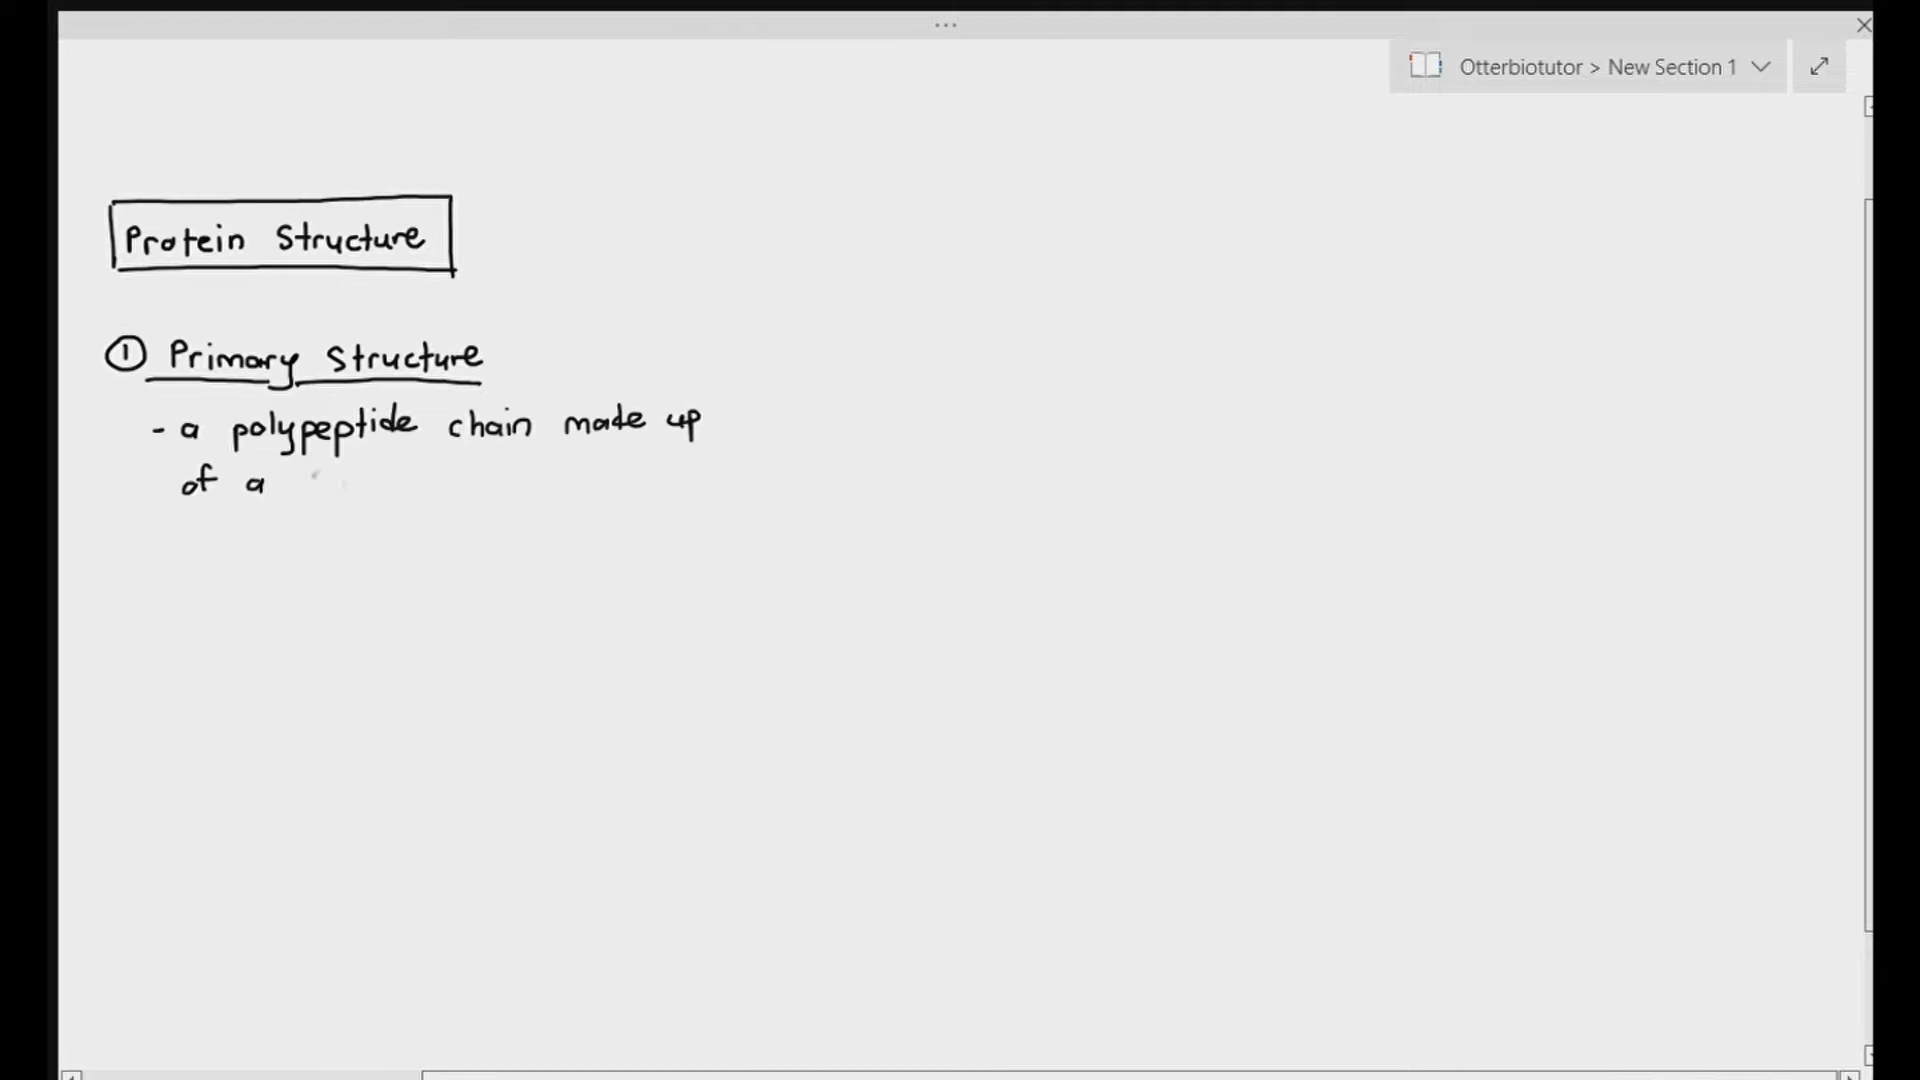 ...
Otterbiotutor > New Section 1
Protein Structure
① Primary Structure
- a polypeptide chain made up
of a